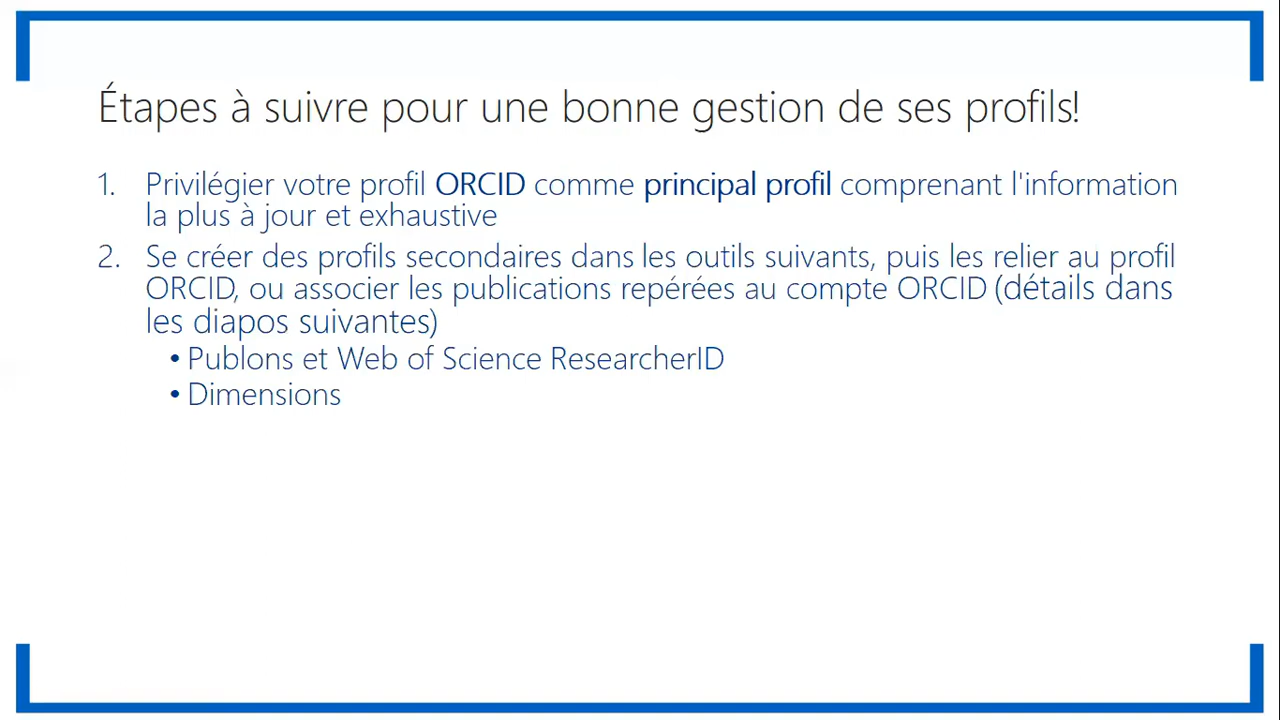 Étapes à suivre pour une bonne gestion de ses profils!
1. Privilégier votre profil ORCID comme principal profil comprenant l'information
la plus à jour et exhaustive
2. Se créer des profils secondaires dans les outils suivants, puis les relier au profil
ORCID, ou associer les publications repérées au compte ORCID (détails dans
les diapos suivantes)
• Publons et Web of Science ResearcherID
• Dimensions